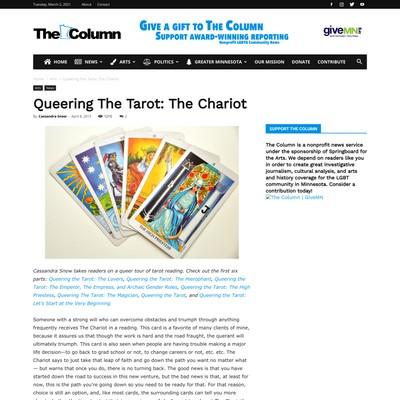 Tuesday, March 2, 2021
The Column
GIVE A GIFT TO THE COLUMN
SUPPORT AWARD-WINNING REPORTING
Nonprofit LGBTQ Community News
giveMN
HOME NEWS ARTS POLITICS GREATER MINNESOTA OUR MISSION DONATE CONTRIBUTE
Home Arts Queering The Tarot: The Chariot
Arts News
Queering The Tarot: The Chariot
By Cassandra Snow - April 8, 2015
2
THE CHARIOT
SUPPORT THE COLUMN
The Column is a nonprofit news
service under the sponsorship of Springboard for
the Arts. We depend on readers like you
in order to create great investigative
journalism, cultural analysis, and arts
and history coverage for the LGBT
community in Minnesota. Consider a
contribution today!
The Column | GiveMN
Cassandra Snow takes readers on a queer tour of tarot reading. Check out the first six
parts: Queering the Tarot: The Lovers, Queering the Tarot: The Hierophant, Queering the
Tarot: The Emperor, The Empress, and Archaic Gender Roles, Queering the Tarot: The High
Priestess, Queering The Tarot: The Magician, Queering the Tarot, and Queering the Tarot:
Let's Start at the Very Beginning
Someone with a strong will who can overcome obstacles and triumph through anything
frequently receives The Chariot in a reading. This card is a favorite of many clients of mine,
because it assures us that though the work is hard and the road fraught, the querant will
ultimately triumph. This card is also seen when people are having trouble making a major
life decision—to go back to grad school or not, to change careers or not, etc. etc. The
Chariot says to just take that leap of faith and go down the path you want no matter what
— but warns that once you do, there is no turning back. The good news is that you have
started down the road to success in this new venture, but the bad news is that, at least for
now, this is the path you're going down so you need to be ready for that. For that reason,
choice is still an option, and, like most cards, the surrounding cards can tell you more